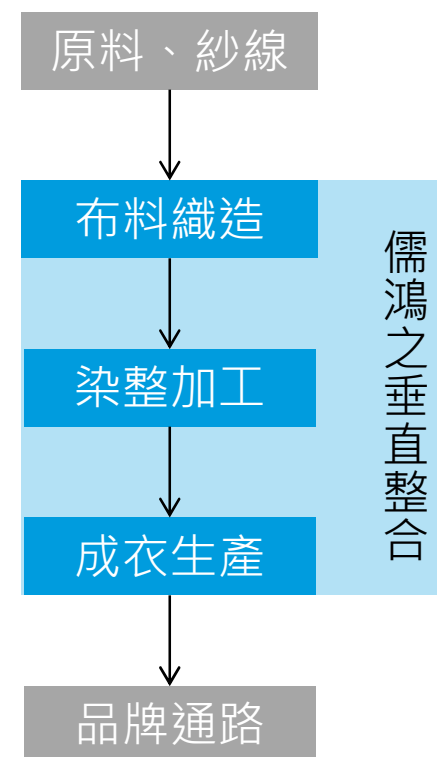 原料、紗線
布料織造
儒鴻之垂直整合
染整加工
成衣生產
品牌通路